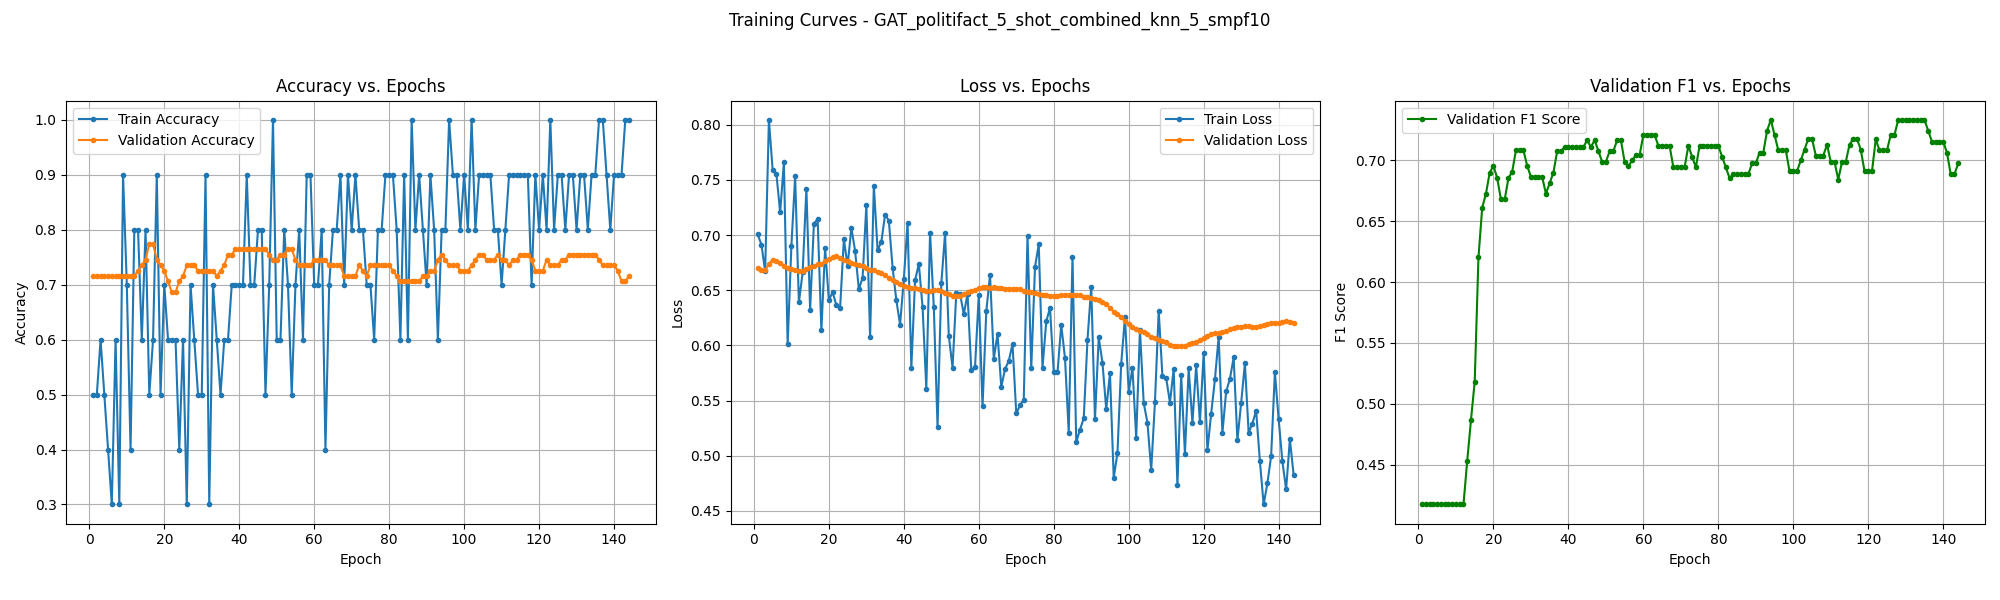 Training Curves - GAT_politifact_5_shot_combined_knn_5_smpf10
Accuracy vs. Epochs
Train Accuracy
Validation Accuracy
1.0
0.9
0.8
0.7
0.6
0.5
0.4
0.3
Accuracy
0 20 40 60 80 100 120 140
Epoch
Loss vs. Epochs
Train Loss
Validation Loss
0.80
0.75
0.70
0.65
0.60
0.55
0.50
0.45
Loss
0 20 40 60 80 100 120 140
Epoch
Validation F1 vs. Epochs
Validation F1 Score
0.70
0.65
0.60
0.55
0.50
0.45
F1 Score
0 20 40 60 80 100 120 140
Epoch